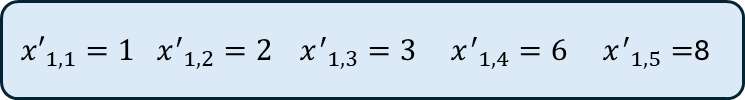 x′₁,₁ = 1 x′₁,₂ = 2 x′₁,₃ = 3 x′₁,₄ = 6 x′₁,₅ =8